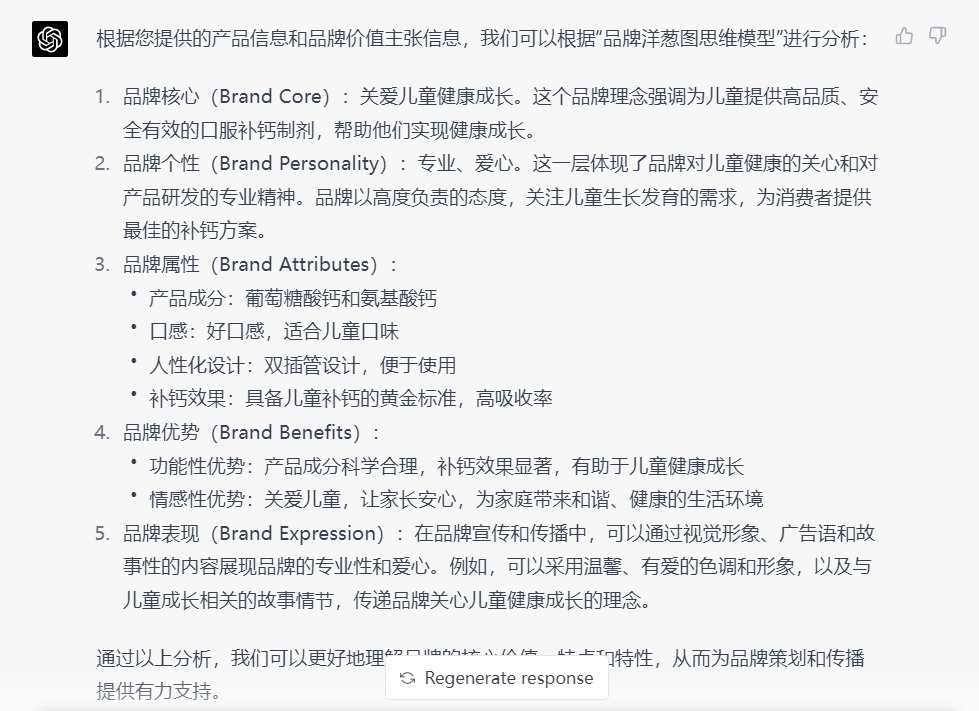 根据您提供的产品信息和品牌价值主张信息，我们可以根据“品牌洋葱图思维模型”进行分析：
1. 品牌核心（Brand Core）：关爱儿童健康成长。这个品牌理念强调为儿童提供高品质、安
全有效的口服补钙制剂，帮助他们实现健康成长。
2. 品牌个性（Brand Personality）：专业、爱心。这一层体现了品牌对儿童健康的关心和对
产品研发的专业精神。品牌以高度负责的态度，关注儿童生长发育的需求，为消费者提供
最佳的补钙方案。
3. 品牌属性（Brand Attributes）：
• 产品成分：葡萄糖酸钙和氨基酸钙
• 口感：好口感，适合儿童口味
• 人性化设计：双插管设计，便于使用
• 补钙效果：具备儿童补钙的黄金标准，高吸收率
4. 品牌优势（Brand Benefits）：
• 功能性优势：产品成分科学合理，补钙效果显著，有助于儿童健康成长
• 情感性优势：关爱儿童，让家长安心，为家庭带来和谐、健康的生活环境
5. 品牌表现（Brand Expression）：在品牌宣传和传播中，可以通过视觉形象、广告语和故
事性的内容展现品牌的专业性和爱心。例如，可以采用温馨、有爱的色调和形象，以及与
儿童成长相关的故事情节，传递品牌关心儿童健康成长的理念。
通过以上分析，我们可以更好地理解品牌的核心价值、特点和特性，从而为品牌策划和传播
Regenerate response
提供有力支持。